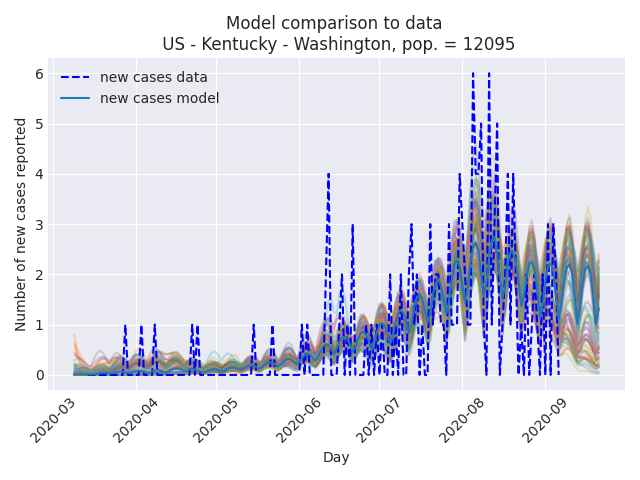 Model comparison to data
US - Kentucky - Washington, pop. = 12095
new cases data
new cases model
Number of new cases reported
6
5
4
3
2
1
0
2020-03
2020-04
2020-05
2020-06
2020-07
2020-08
2020-09
Day